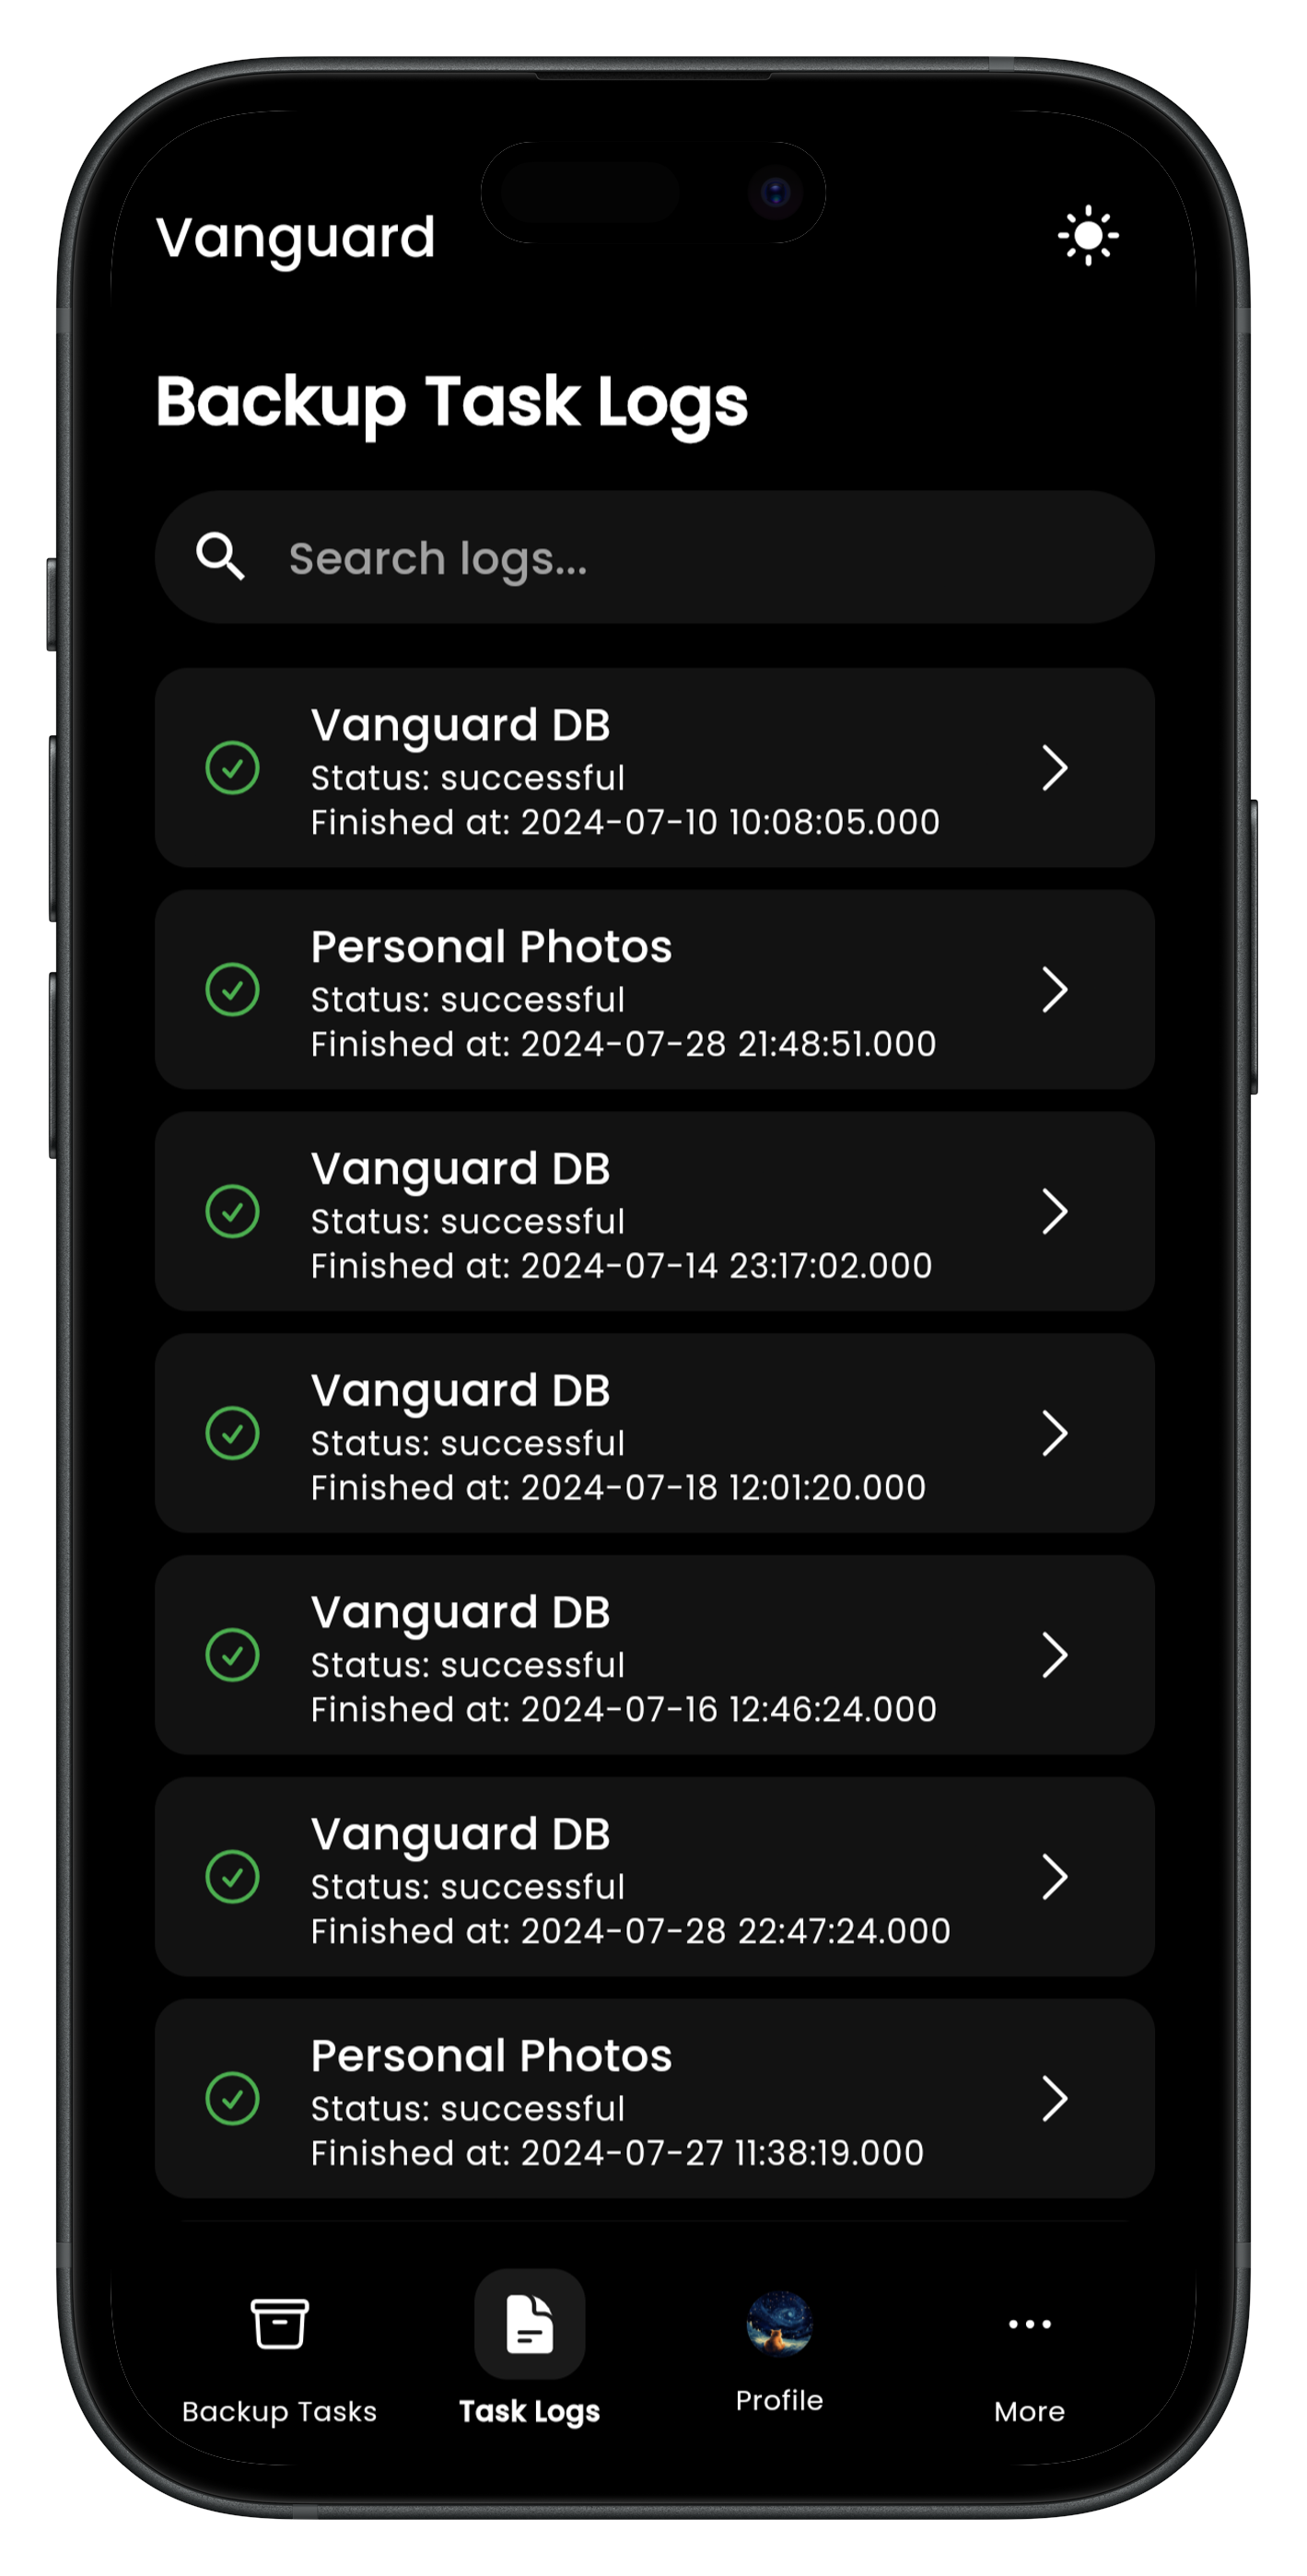 Vanguard
Backup Task Logs
Search logs...
Vanguard DB
Status: successful
Finished at: 2024-07-10 10:08:05.000
Personal Photos
Status: successful
Finished at: 2024-07-28 21:48:51.000
Vanguard DB
Status: successful
Finished at: 2024-07-14 23:17:02.000
Vanguard DB
Status: successful
Finished at: 2024-07-18 12:01:20.000
Vanguard DB
Status: successful
Finished at: 2024-07-16 12:46:24.000
Vanguard DB
Status: successful
Finished at: 2024-07-28 22:47:24.000
Personal Photos
Status: successful
Finished at: 2024-07-27 11:38:19.000
Backup Tasks
Task Logs
Profile
More